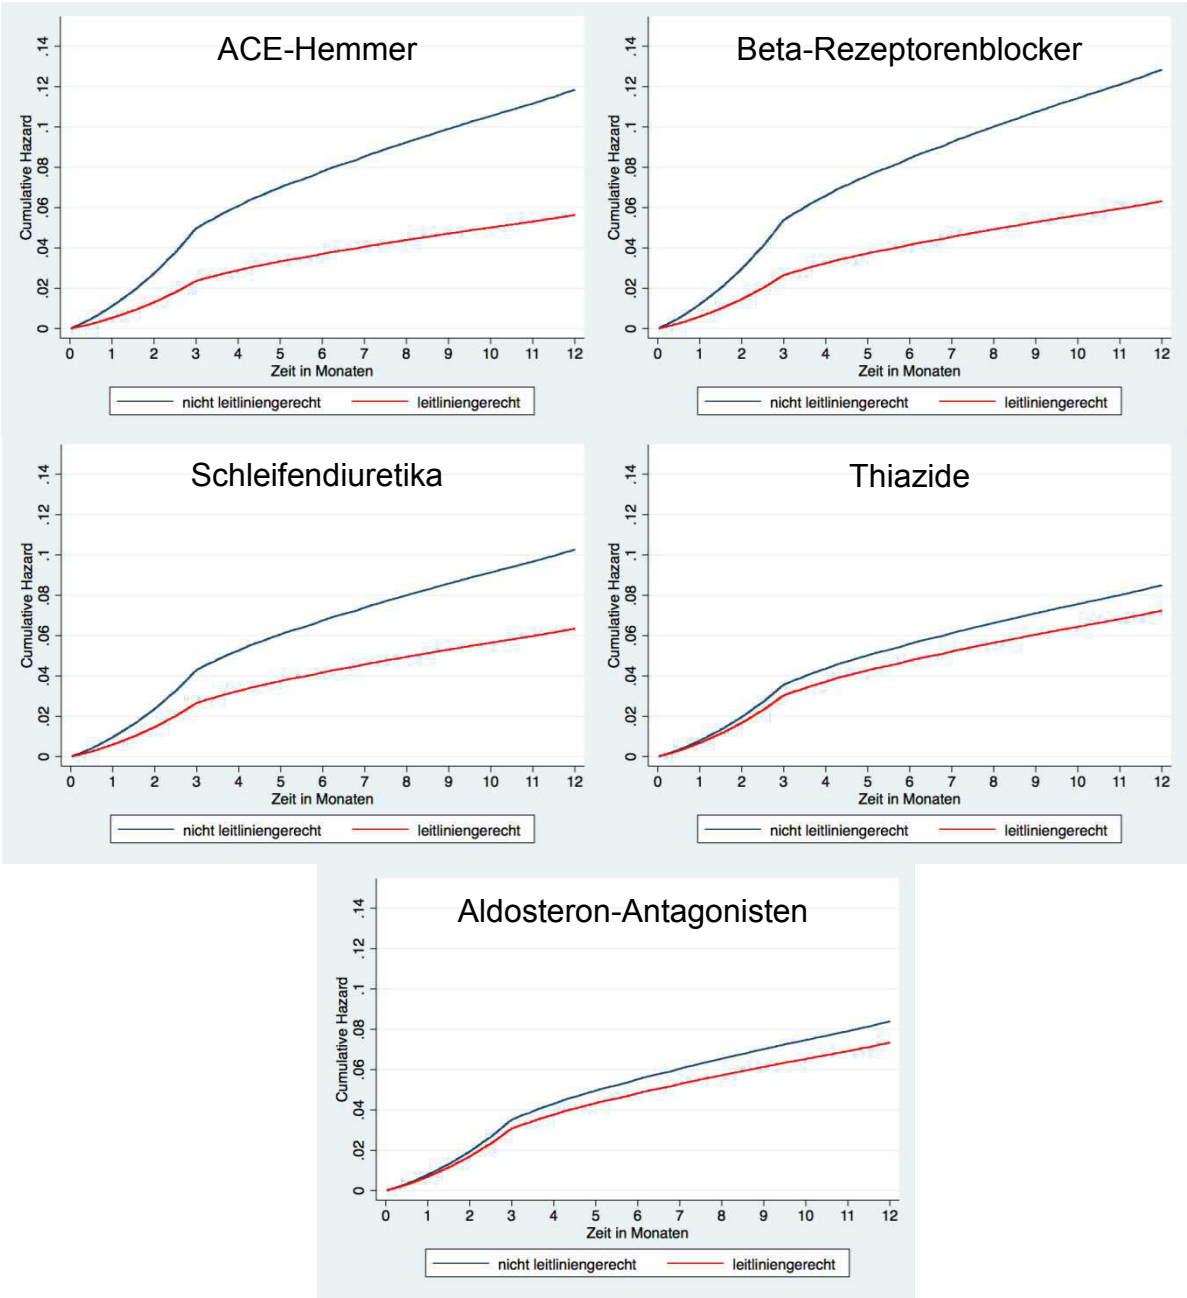 ACE-Hemmer
Cumulative Hazard
.14
.12
.1
.08
.06
.04
.02
0
0 1 2 3 4 5 6 7 8 9 10 11 12
Zeit in Monaten
nicht leitliniengerecht leitliniengerecht
Beta-Rezeptorenblocker
Cumulative Hazard
.14
.12
.1
.08
.06
.04
.02
0
0 1 2 3 4 5 6 7 8 9 10 11 12
Zeit in Monaten
nicht leitliniengerecht leitliniengerecht
Schleifendiuretika
Cumulative Hazard
.14
.12
.1
.08
.06
.04
.02
0
0 1 2 3 4 5 6 7 8 9 10 11 12
Zeit in Monaten
nicht leitliniengerecht leitliniengerecht
Thiazide
Cumulative Hazard
.14
.12
.1
.08
.06
.04
.02
0
0 1 2 3 4 5 6 7 8 9 10 11 12
Zeit in Monaten
nicht leitliniengerecht leitliniengerecht
Aldosteron-Antagonisten
Cumulative Hazard
.14
.12
.1
.08
.06
.04
.02
0
0 1 2 3 4 5 6 7 8 9 10 11 12
Zeit in Monaten
nicht leitliniengerecht leitliniengerecht